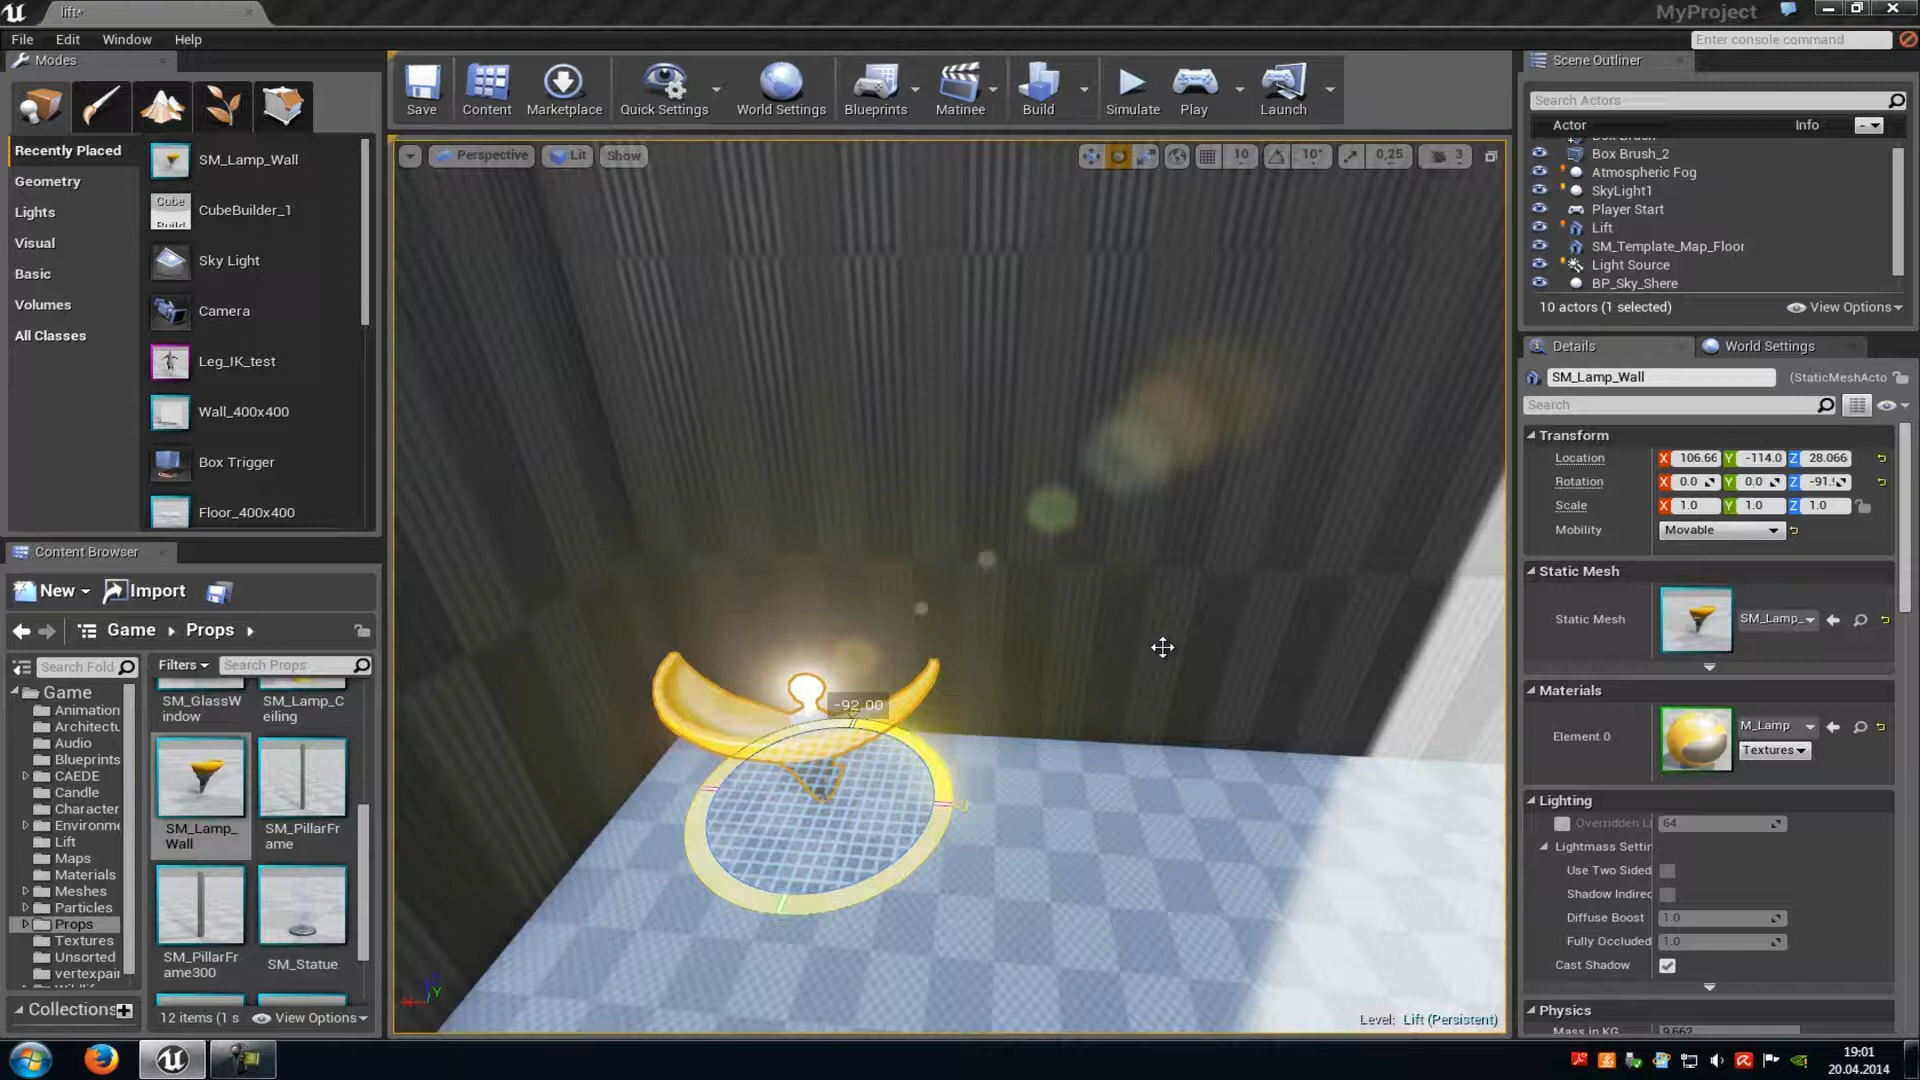 lift*
MyProject
File Edit Window Help
Enter console command
Modes
Scene Outliner
Save Content Marketplace Quick Settings World Settings Blueprints Matinee Build Simulate Play Launch
Search Actors
Actor Info
Recently Placed
Geometry
Lights
Visual
Basic
Volumes
All Classes
SM_Lamp_Wall
CubeBuilder_1
Cube
Build
Sky Light
Camera
Leg_IK_test
Wall_400x400
Box Trigger
Floor_400x400
Perspective Lit Show 10 10° 0,25 3
Box Brush
Box Brush_2
Atmospheric Fog
SkyLight1
Player Start
Lift
SM_Template_Map_Floor
Light Source
BP_Sky_Shere
10 actors (1 selected) View Options
Details World Settings
SM_Lamp_Wall (StaticMeshActo
Search
Transform
Location X 106.66 Y -114.0 Z 28.066
Rotation X 0.0 Y 0.0 Z -91.
Scale X 1.0 Y 1.0 Z 1.0
Mobility Movable
Static Mesh
Static Mesh SM_Lamp_
Materials
Element 0 M_Lamp
Textures
Lighting
Overridden Li 64
Lightmass Settin
Use Two Sided
Shadow Indirec
Diffuse Boost 1.0
Fully Occluded 1.0
Cast Shadow
Physics
Mass in KG 9.662
-92.00
Level: Lift (Persistent)
Content Browser
New Import
Game Props
Search Fold Filters Search Props
Game
Animation
Architectu
Audio
Blueprints
CAEDE
Candle
Character
Environme
Lift
Maps
Materials
Meshes
Particles
Props
Textures
Unsorted
vertexpain
Collections
SM_GlassW
indow
SM_Lamp_C
eiling
SM_Lamp_
Wall
SM_PillarFr
ame
SM_PillarFr
ame300
SM_Statue
12 items (1 s View Options
X Y
19:01
20.04.2014